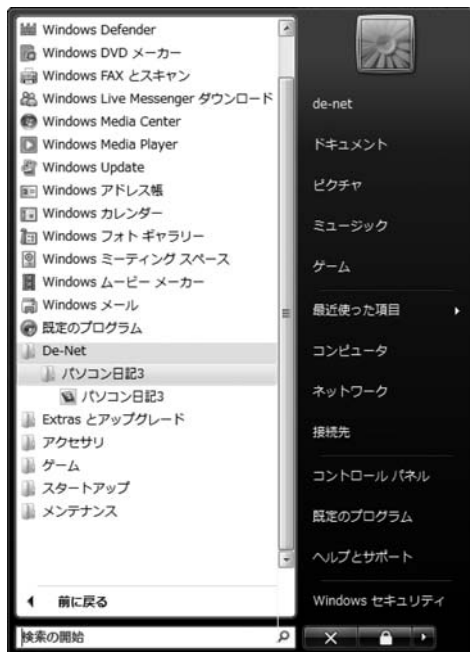 Windows Defender
Windows DVD メーカー
Windows FAX とスキャン
Windows Live Messenger ダウンロード
Windows Media Center
Windows Media Player
Windows Update
Windows アドレス帳
Windows カレンダー
Windows フォト ギャラリー
Windows ミーティング スペース
Windows ムービー メーカー
Windows メール
既定のプログラム
De-Net
パソコン日記3
パソコン日記3
Extras とアップグレード
アクセサリ
ゲーム
スタートアップ
メンテナンス
前に戻る
検索の開始
de-net
ドキュメント
ピクチャ
ミュージック
ゲーム
最近使った項目
コンピュータ
ネットワーク
接続先
コントロール パネル
既定のプログラム
ヘルプとサポート
Windows セキュリティ